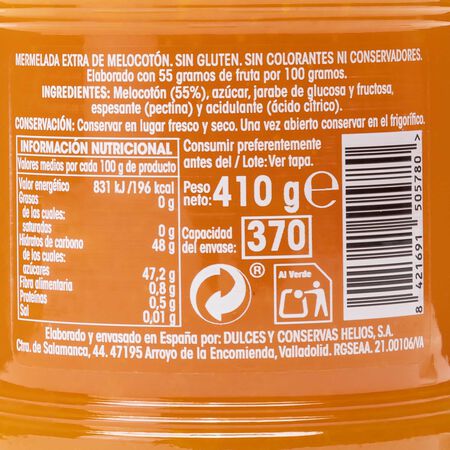 MERMELADA EXTRA DE MELOCOTÓN. SIN GLUTEN. SIN COLORANTES NI CONSERVADORES.
Elaborado con 55 gramos de fruta por 100 gramos.
INGREDIENTES: Melocotón (55%), azúcar, jarabe de glucosa y fructosa,
espesante (pectina) y acidulante (ácido cítrico).
CONSERVACIÓN: Conservar en lugar fresco y seco. Una vez abierto conservar en el frigorífico.
INFORMACIÓN NUTRICIONAL
Valores medios por cada 100 g de producto
Valor energético 831 kJ/196 kcal
Grasas 0 g
de las cuales:
saturadas 0 g
Hidratos de carbono 48 g
de los cuales:
azúcares 47,2 g
Fibra alimentaria 0,8 g
Proteínas 0,5 g
Sal 0,01 g
Consumir preferentemente
antes del / Lote: Ver tapa.
Peso
neto: 410 g e
Capacidad
del envase: 370
®
Al Verde
8 421691 505780 >
Elaborado y envasado en España por: DULCES Y CONSERVAS HELIOS, S.A.
Ctra. de Salamanca, 44. 47195 Arroyo de la Encomienda, Valladolid. RGSEAA. 21.00106/VA